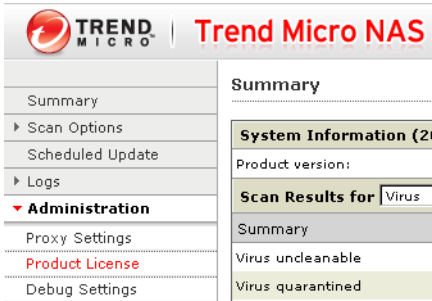 TREND MICRO
Trend Micro NAS
Summary
Scan Options
Scheduled Update
Logs
Administration
Proxy Settings
Product License
Debug Settings
Summary
System Information (20
Product version:
Scan Results for Virus
Summary
Virus uncleanable
Virus quarantined